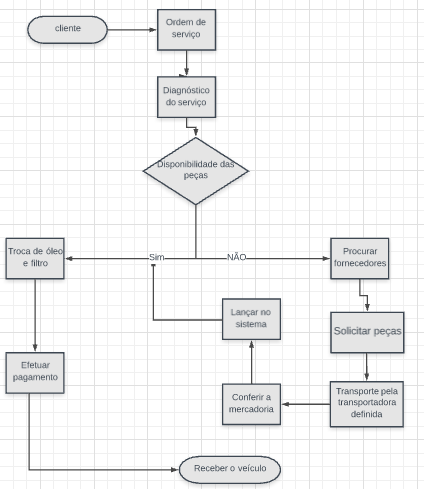 cliente
Ordem de
serviço
Diagnóstico
do serviço
Disponibilidade das
peças
Sim
NÃO
Troca de óleo
e filtro
Procurar
fornecedores
Lançar no
sistema
Solicitar peças
Efetuar
pagamento
Conferir a
mercadoria
Transporte pela
transportadora
definida
Receber o veículo